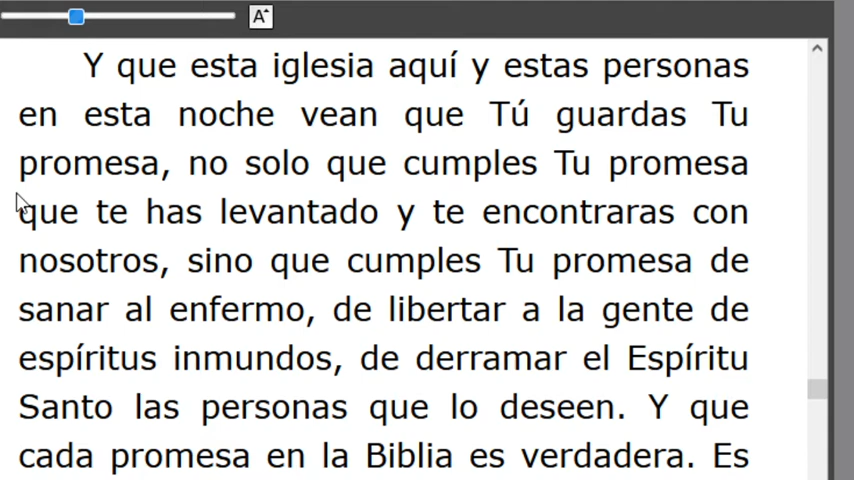 A
Y que esta iglesia aquí y estas personas
en esta noche vean que Tú guardas Tu
promesa, no solo que cumples Tu promesa
que te has levantado y te encontraras con
nosotros, sino que cumples Tu promesa de
sanar al enfermo, de libertar a la gente de
espíritus inmundos, de derramar el Espíritu
Santo las personas que lo deseen. Y que
cada promesa en la Biblia es verdadera. Es